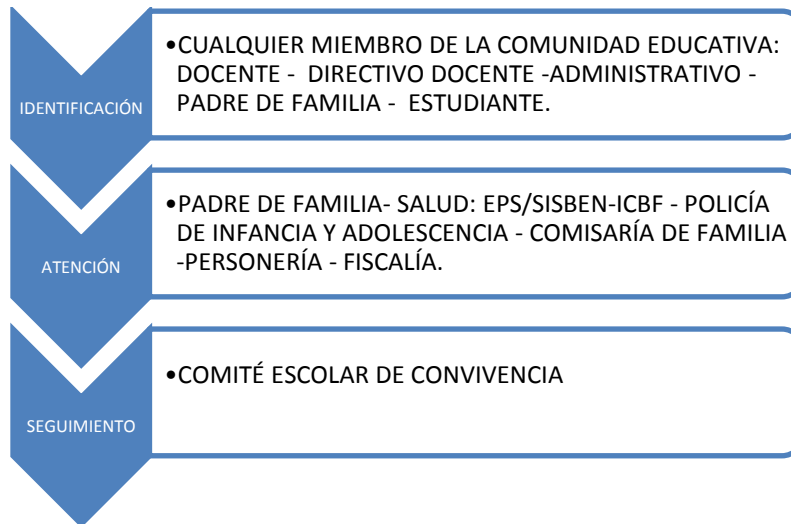 IDENTIFICACIÓN
•CUALQUIER MIEMBRO DE LA COMUNIDAD EDUCATIVA:
DOCENTE - DIRECTIVO DOCENTE -ADMINISTRATIVO -
PADRE DE FAMILIA - ESTUDIANTE.
ATENCIÓN
•PADRE DE FAMILIA- SALUD: EPS/SISBEN-ICBF - POLICÍA
DE INFANCIA Y ADOLESCENCIA - COMISARÍA DE FAMILIA
-PERSONERÍA - FISCALÍA.
SEGUIMIENTO
•COMITÉ ESCOLAR DE CONVIVENCIA